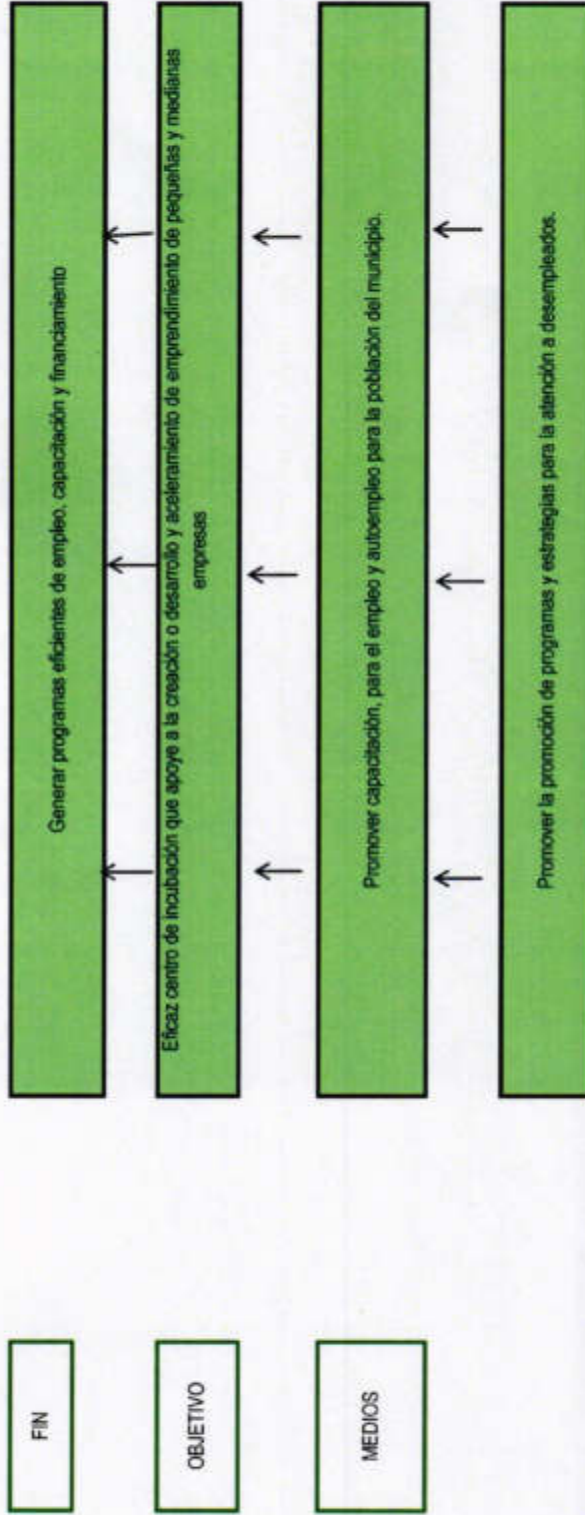 FIN
Generar programas eficientes de empleo, capacitación y financiamiento
OBJETIVO
Eficaz centro de incubación que apoye a la creación o desarrollo y aceleramiento de emprendimiento de pequeñas y medianas
empresas
MEDIOS
Promover capacitación, para el empleo y autoempleo para la población del municipio.
Promover la promoción de programas y estrategias para la atención a desempleados.